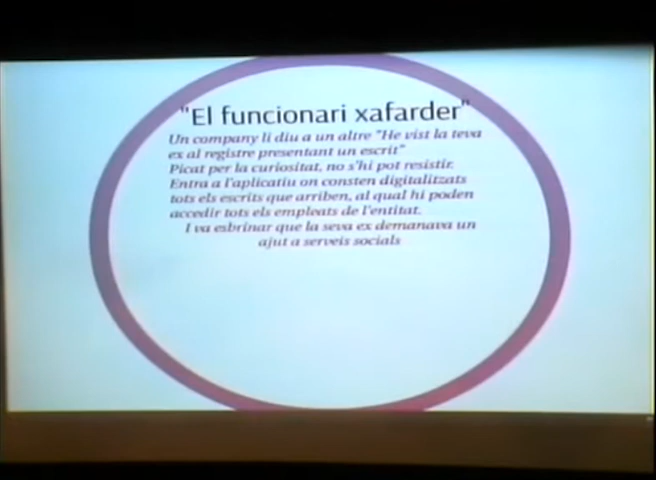 "El funcionari xafarder"
Un company li diu a un altre "He vist la teva
ex al registre presentant un escrit"
Picat per la curiositat, no s'hi pot resistir.
Entra a l'aplicatiu on consten digitalitzats
tots els escrits que arriben, al qual hi poden
accedir tots els empleats de l'entitat.
I va esbrinar que la seva ex demanava un
ajut a serveis socials